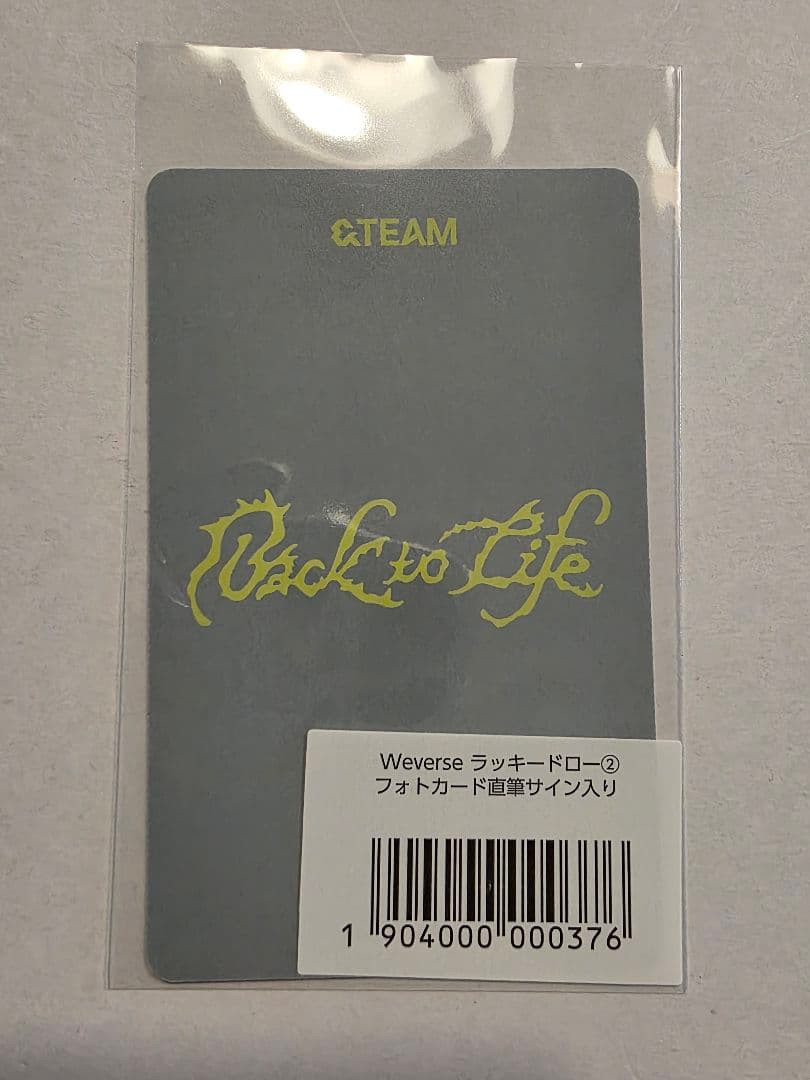 &TEAM
Back to Life
Weverse ラッキードロー②
フォトカード直筆サイン入り
1 904000 000376